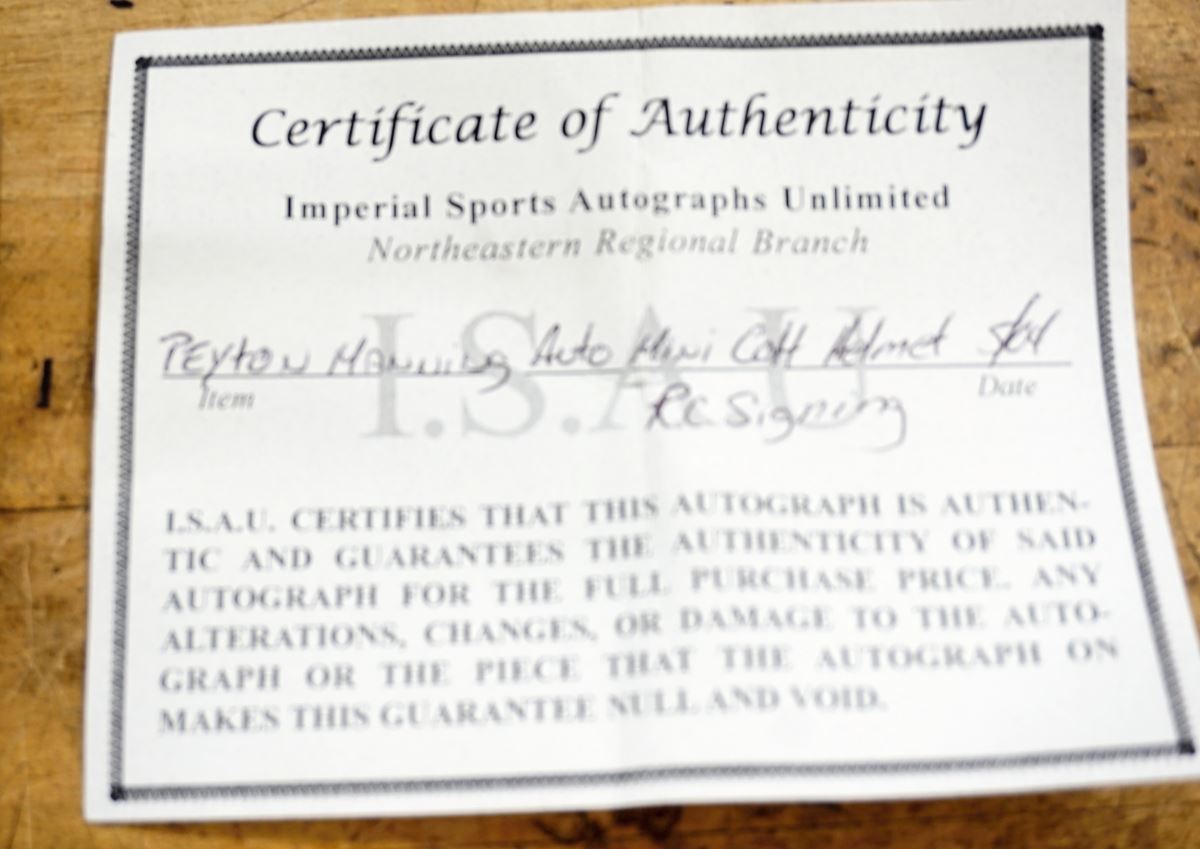 Certificate of Authenticity
Imperial Sports Autographs Unlimited
Northeastern Regional Branch
I.S.A.U
PEyton Manning Auto Mini Colt Helmet
Item Date
R.C. Signing
I.S.A.U. CERTIFIES THAT THIS AUTOGRAPH IS AUTHEN-
TIC AND GUARANTEES THE AUTHENTICITY OF SAID
AUTOGRAPH FOR THE FULL PURCHASE PRICE. ANY
ALTERATIONS, CHANGES, OR DAMAGE TO THE AUTO-
GRAPH OR THE PIECE THAT THE AUTOGRAPH ON
MAKES THIS GUARANTEE NULL AND VOID.